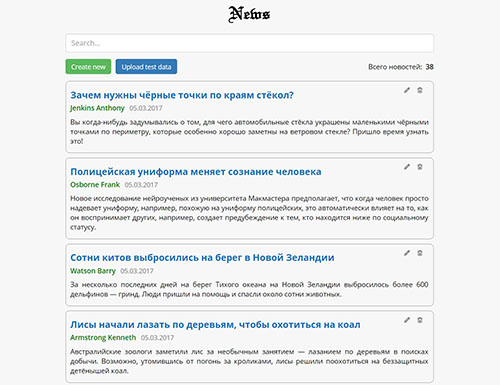 News
Search...
Create new Upload test data Всего новостей: 38
Зачем нужны чёрные точки по краям стёкол?
Jenkins Anthony 05.03.2017
Вы когда-нибудь задумывались о том, для чего автомобильные стёкла украшены маленькими чёрными
точками по периметру, которые особенно хорошо заметны на ветровом стекле? Пришло время узнать
это!
Полицейская униформа меняет сознание человека
Osborne Frank 05.03.2017
Новое исследование нейроученых из университета Макмастера предполагает, что когда человек просто
надевает униформу, например, похожую на униформу полицейских, это автоматически влияет на то, как
он воспринимает других, например, создает предубеждение к тем, кто находится ниже по социальному
статусу.
Сотни китов выбросились на берег в Новой Зеландии
Watson Barry 05.03.2017
За несколько последних дней на берег Тихого океана на Новой Зеландии выбросилось более 600
дельфинов — гринд. Люди пришли на помощь и спасли около сотни животных.
Лисы начали лазать по деревьям, чтобы охотиться на коал
Armstrong Kenneth 05.03.2017
Австралийские зоологи заметили лис за необычным занятием — лазанием по деревьям в поисках
добычи. Возможно, утомившись от погонь за кроликами, лисы решили поохотиться на беззащитных
детёнышей коал.